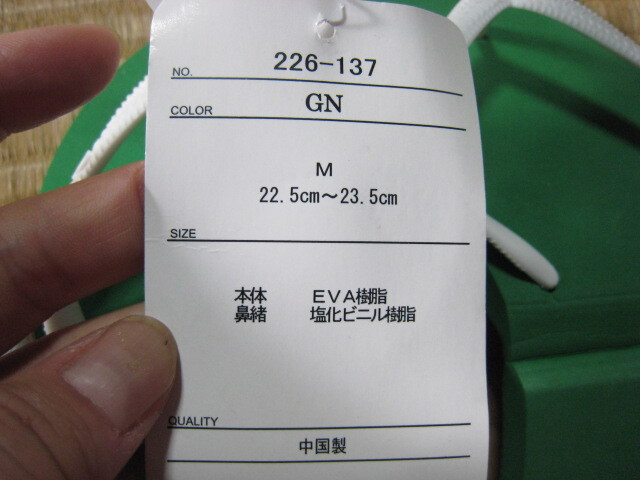 NO. 226-137
COLOR GN
M
22.5cm～23.5cm
SIZE
本体 ＥＶＡ樹脂
鼻緒 塩化ビニル樹脂
QUALITY
中国製